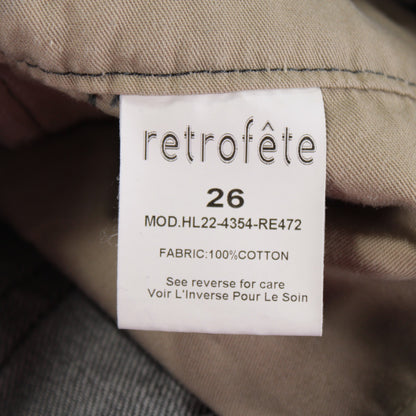 retrofête
26
MOD.HL22-4354-RE472
FABRIC:100%COTTON
See reverse for care
Voir L'Inverse Pour Le Soin